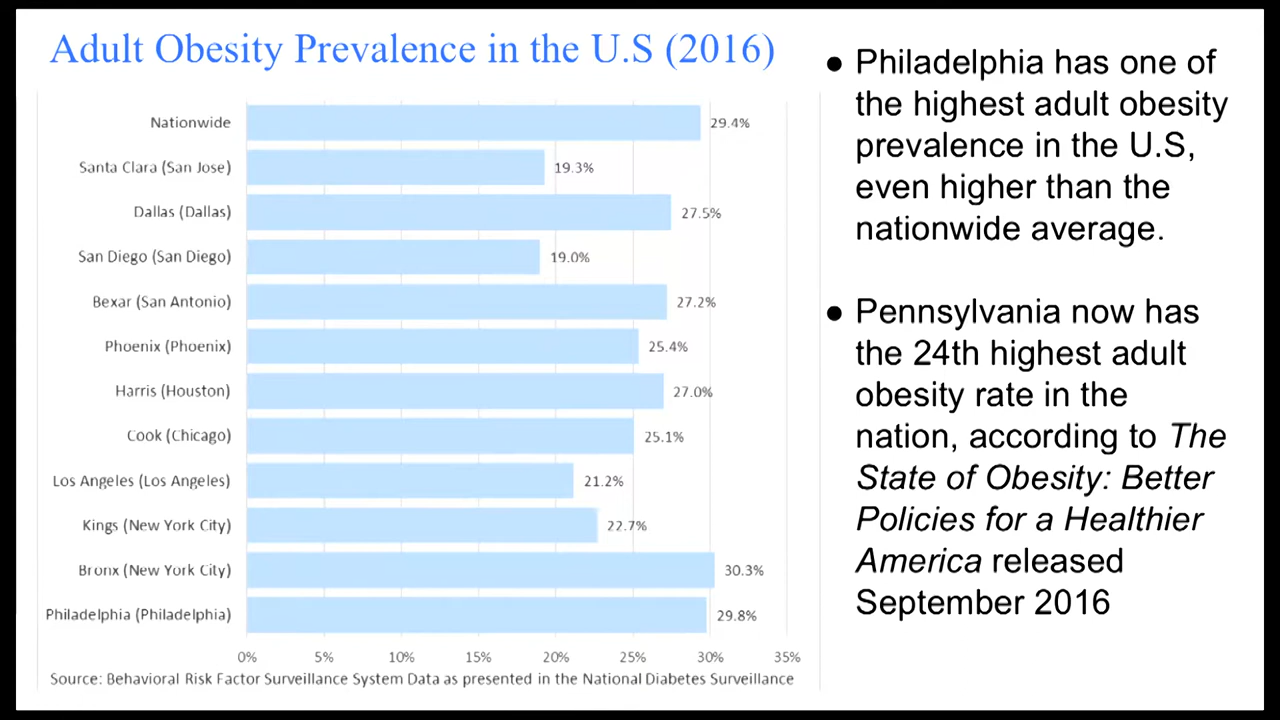 Adult Obesity Prevalence in the U.S (2016)
Nationwide 29.4%
Santa Clara (San Jose) 19.3%
Dallas (Dallas) 27.5%
San Diego (San Diego) 19.0%
Bexar (San Antonio) 27.2%
Phoenix (Phoenix) 25.4%
Harris (Houston) 27.0%
Cook (Chicago) 25.1%
Los Angeles (Los Angeles) 21.2%
Kings (New York City) 22.7%
Bronx (New York City) 30.3%
Philadelphia (Philadelphia) 29.8%
0% 5% 10% 15% 20% 25% 30% 35%
Source: Behavioral Risk Factor Surveillance System Data as presented in the National Diabetes Surveillance
● Philadelphia has one of
the highest adult obesity
prevalence in the U.S,
even higher than the
nationwide average.
● Pennsylvania now has
the 24th highest adult
obesity rate in the
nation, according to The
State of Obesity: Better
Policies for a Healthier
America released
September 2016